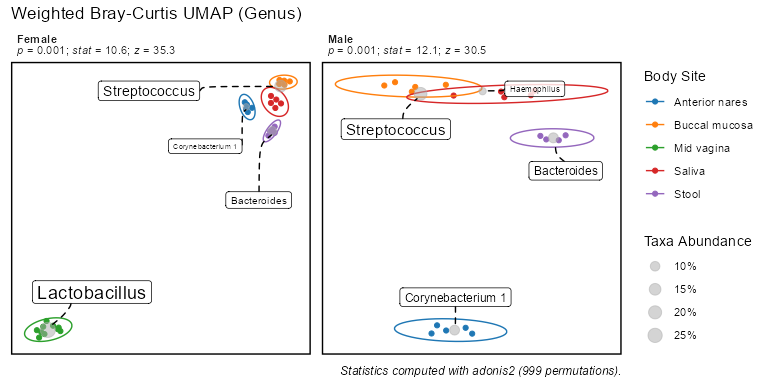 Weighted Bray-Curtis UMAP (Genus)
Female
p = 0.001; stat = 10.6; z = 35.3
Male
p = 0.001; stat = 12.1; z = 30.5
Streptococcus
Corynebacterium 1
Bacteroides
Lactobacillus
Haemophilus
Streptococcus
Bacteroides
Corynebacterium 1
Body Site
Anterior nares
Buccal mucosa
Mid vagina
Saliva
Stool
Taxa Abundance
10%
15%
20%
25%
Statistics computed with adonis2 (999 permutations).